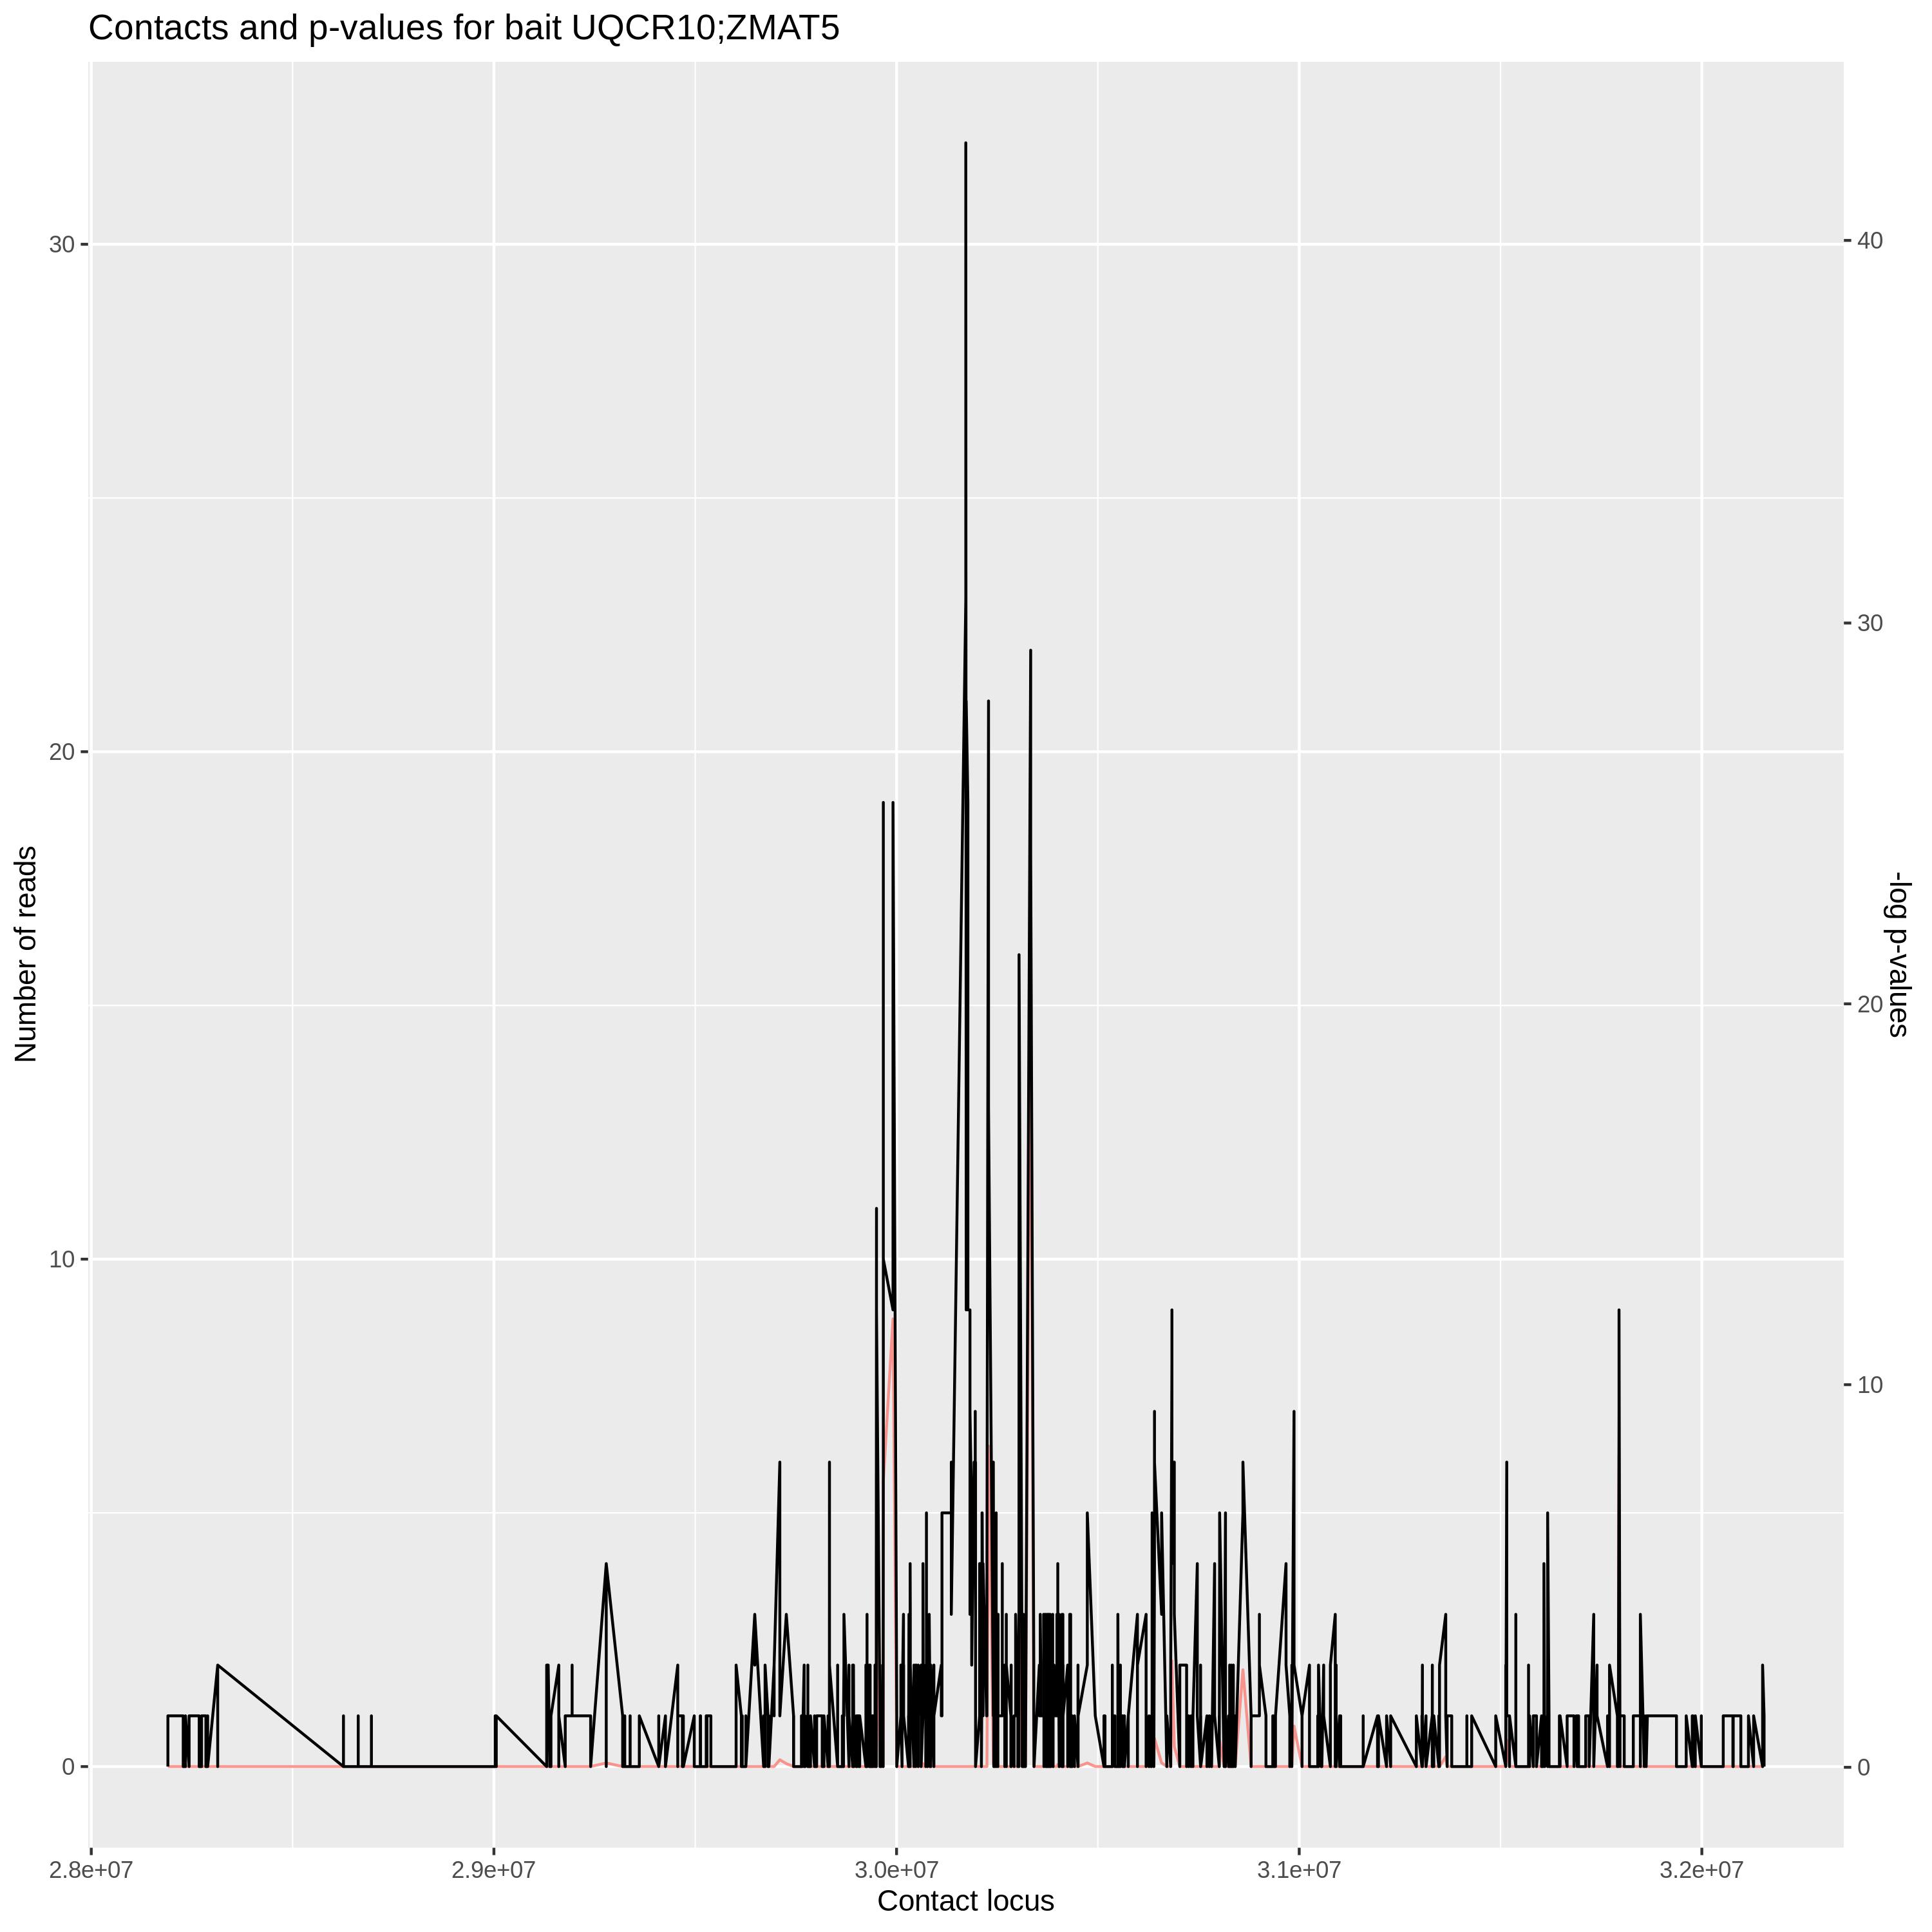 Contacts and p-values for bait UQCR10;ZMAT5
Number of reads
30
20
10
0
40
30
20
10
0
-log p-values
2.8e+07
2.9e+07
3.0e+07
3.1e+07
3.2e+07
Contact locus